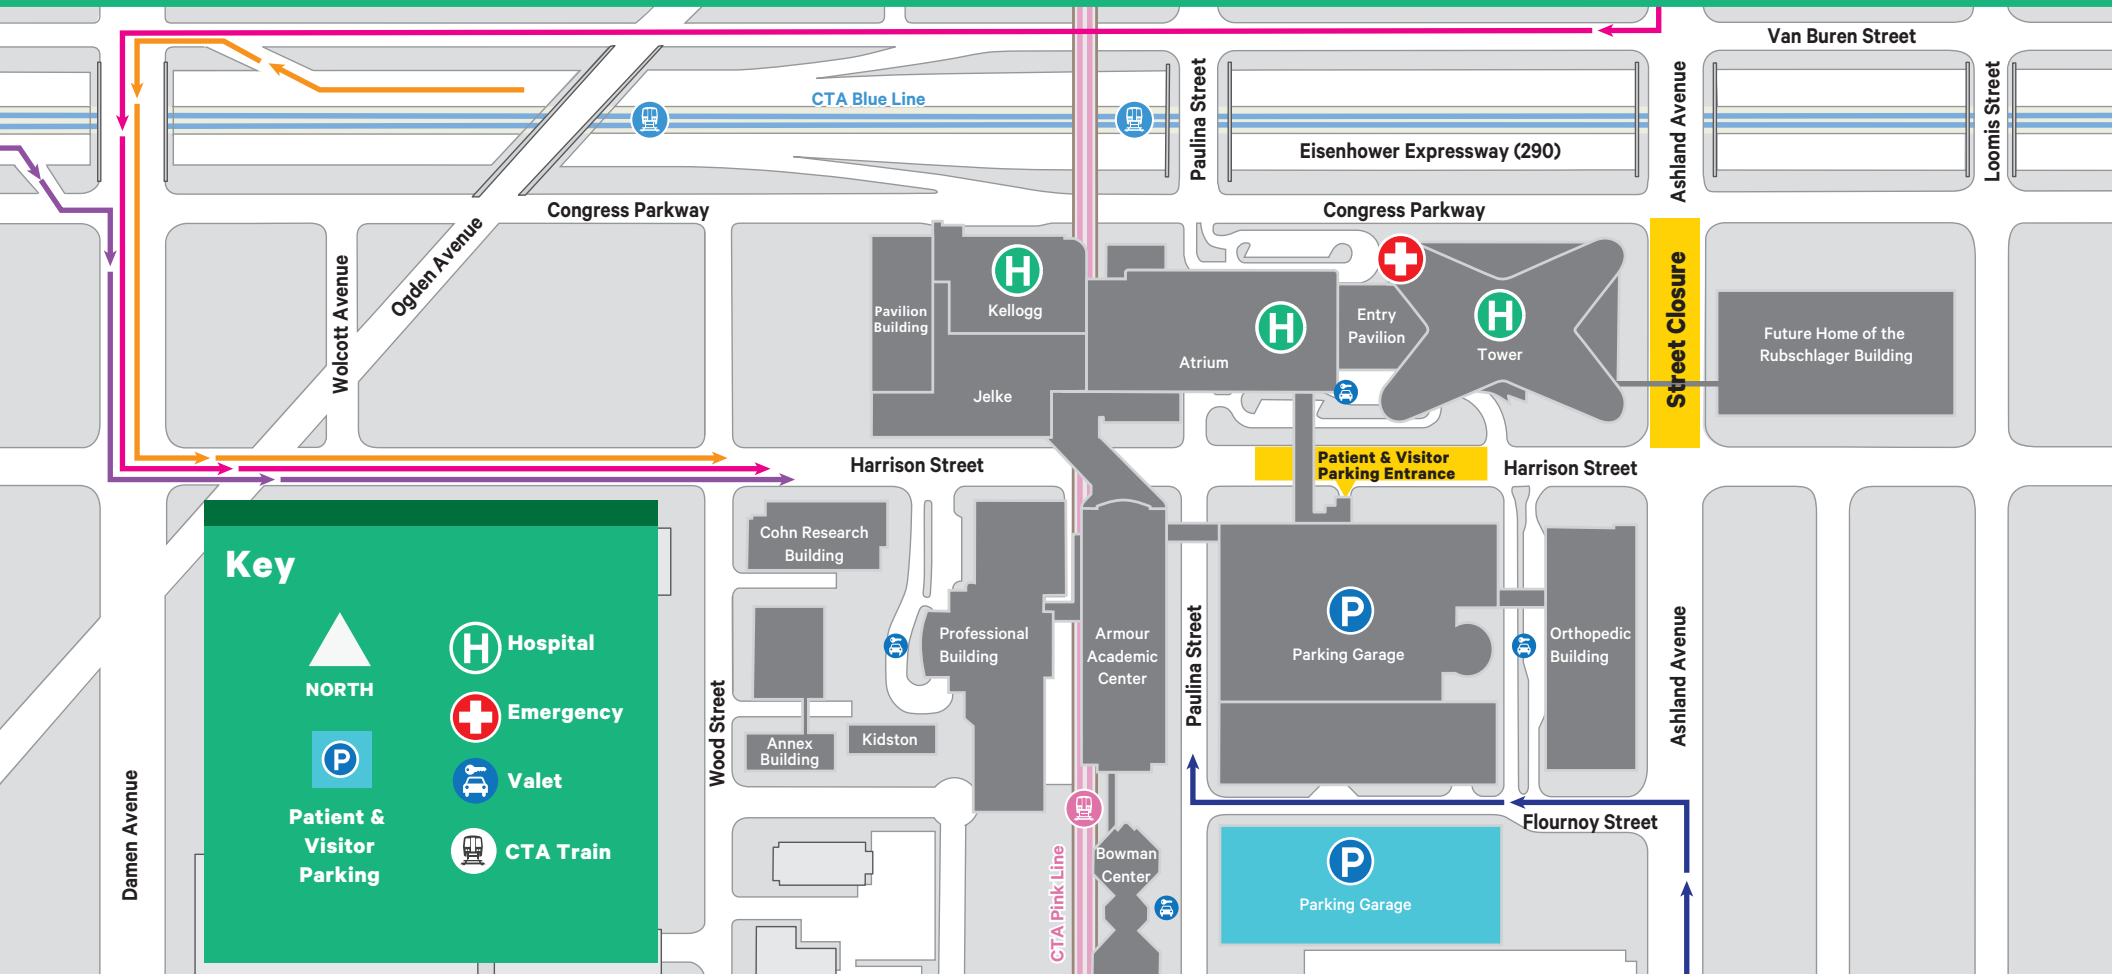 Van Buren Street
Paulina Street
Ashland Avenue
Loomis Street
CTA Blue Line
Eisenhower Expressway (290)
Congress Parkway
Congress Parkway
Ogden Avenue
Wolcott Avenue
H
Kellogg
Pavilion
Building
Jelke
H
Atrium
Entry
Pavilion
H
Tower
Street Closure
Future Home of the
Rubschlager Building
Harrison Street
Patient & Visitor
Parking Entrance
Harrison Street
Key
NORTH
P
Patient &
Visitor
Parking
H Hospital
Emergency
Valet
CTA Train
Damen Avenue
Wood Street
Cohn Research
Building
Professional
Building
Annex
Building
Kidston
Armour
Academic
Center
Paulina Street
P
Parking Garage
Orthopedic
Building
Ashland Avenue
Flournoy Street
CTA Pink Line
Bowman
Center
P
Parking Garage